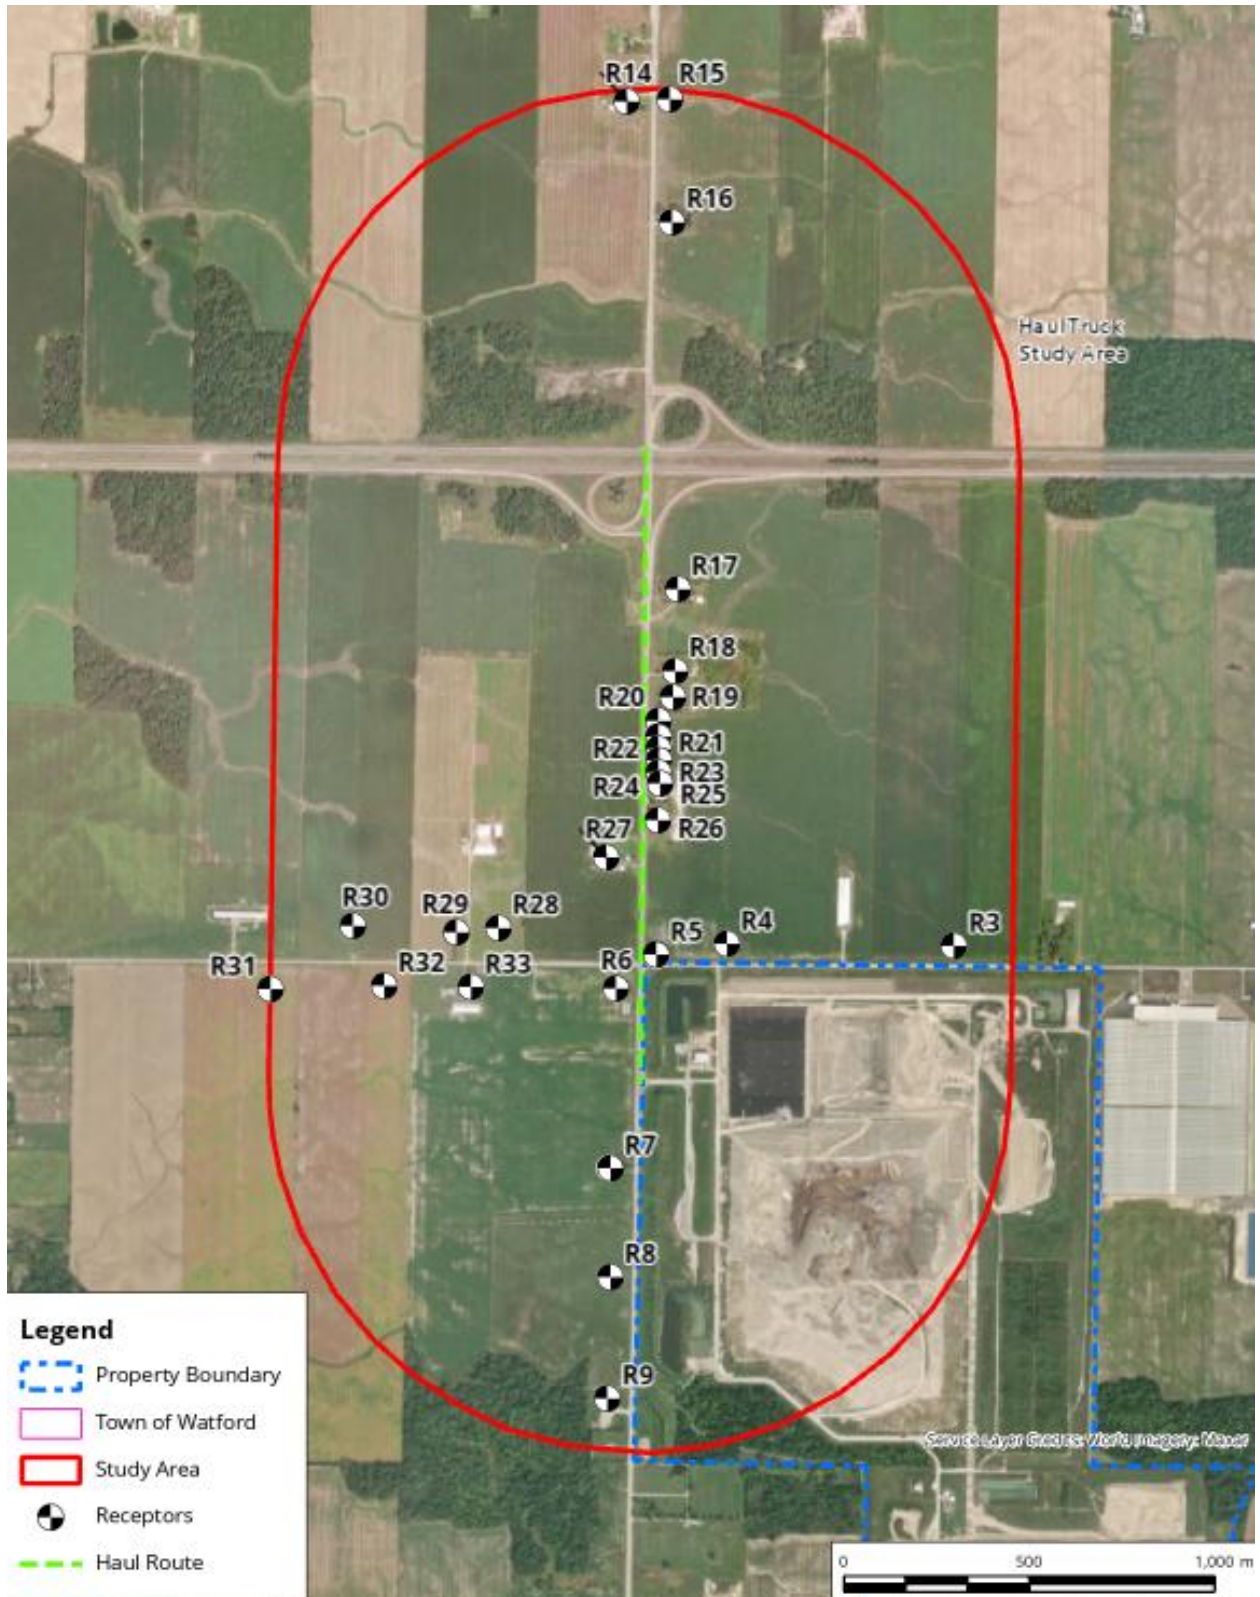 R14
R15
R16
Haul Truck
Study Area
R17
R18
R20
R19
R22
R21
R23
R24
R25
R27
R26
R30
R29
R28
R5
R4
R3
R31
R32
R33
R6
R7
R8
R9
Legend
Property Boundary
Town of Watford
Study Area
Receptors
Haul Route
Service Layer Credits: World Imagery: Maxar
0 500 1,000 m